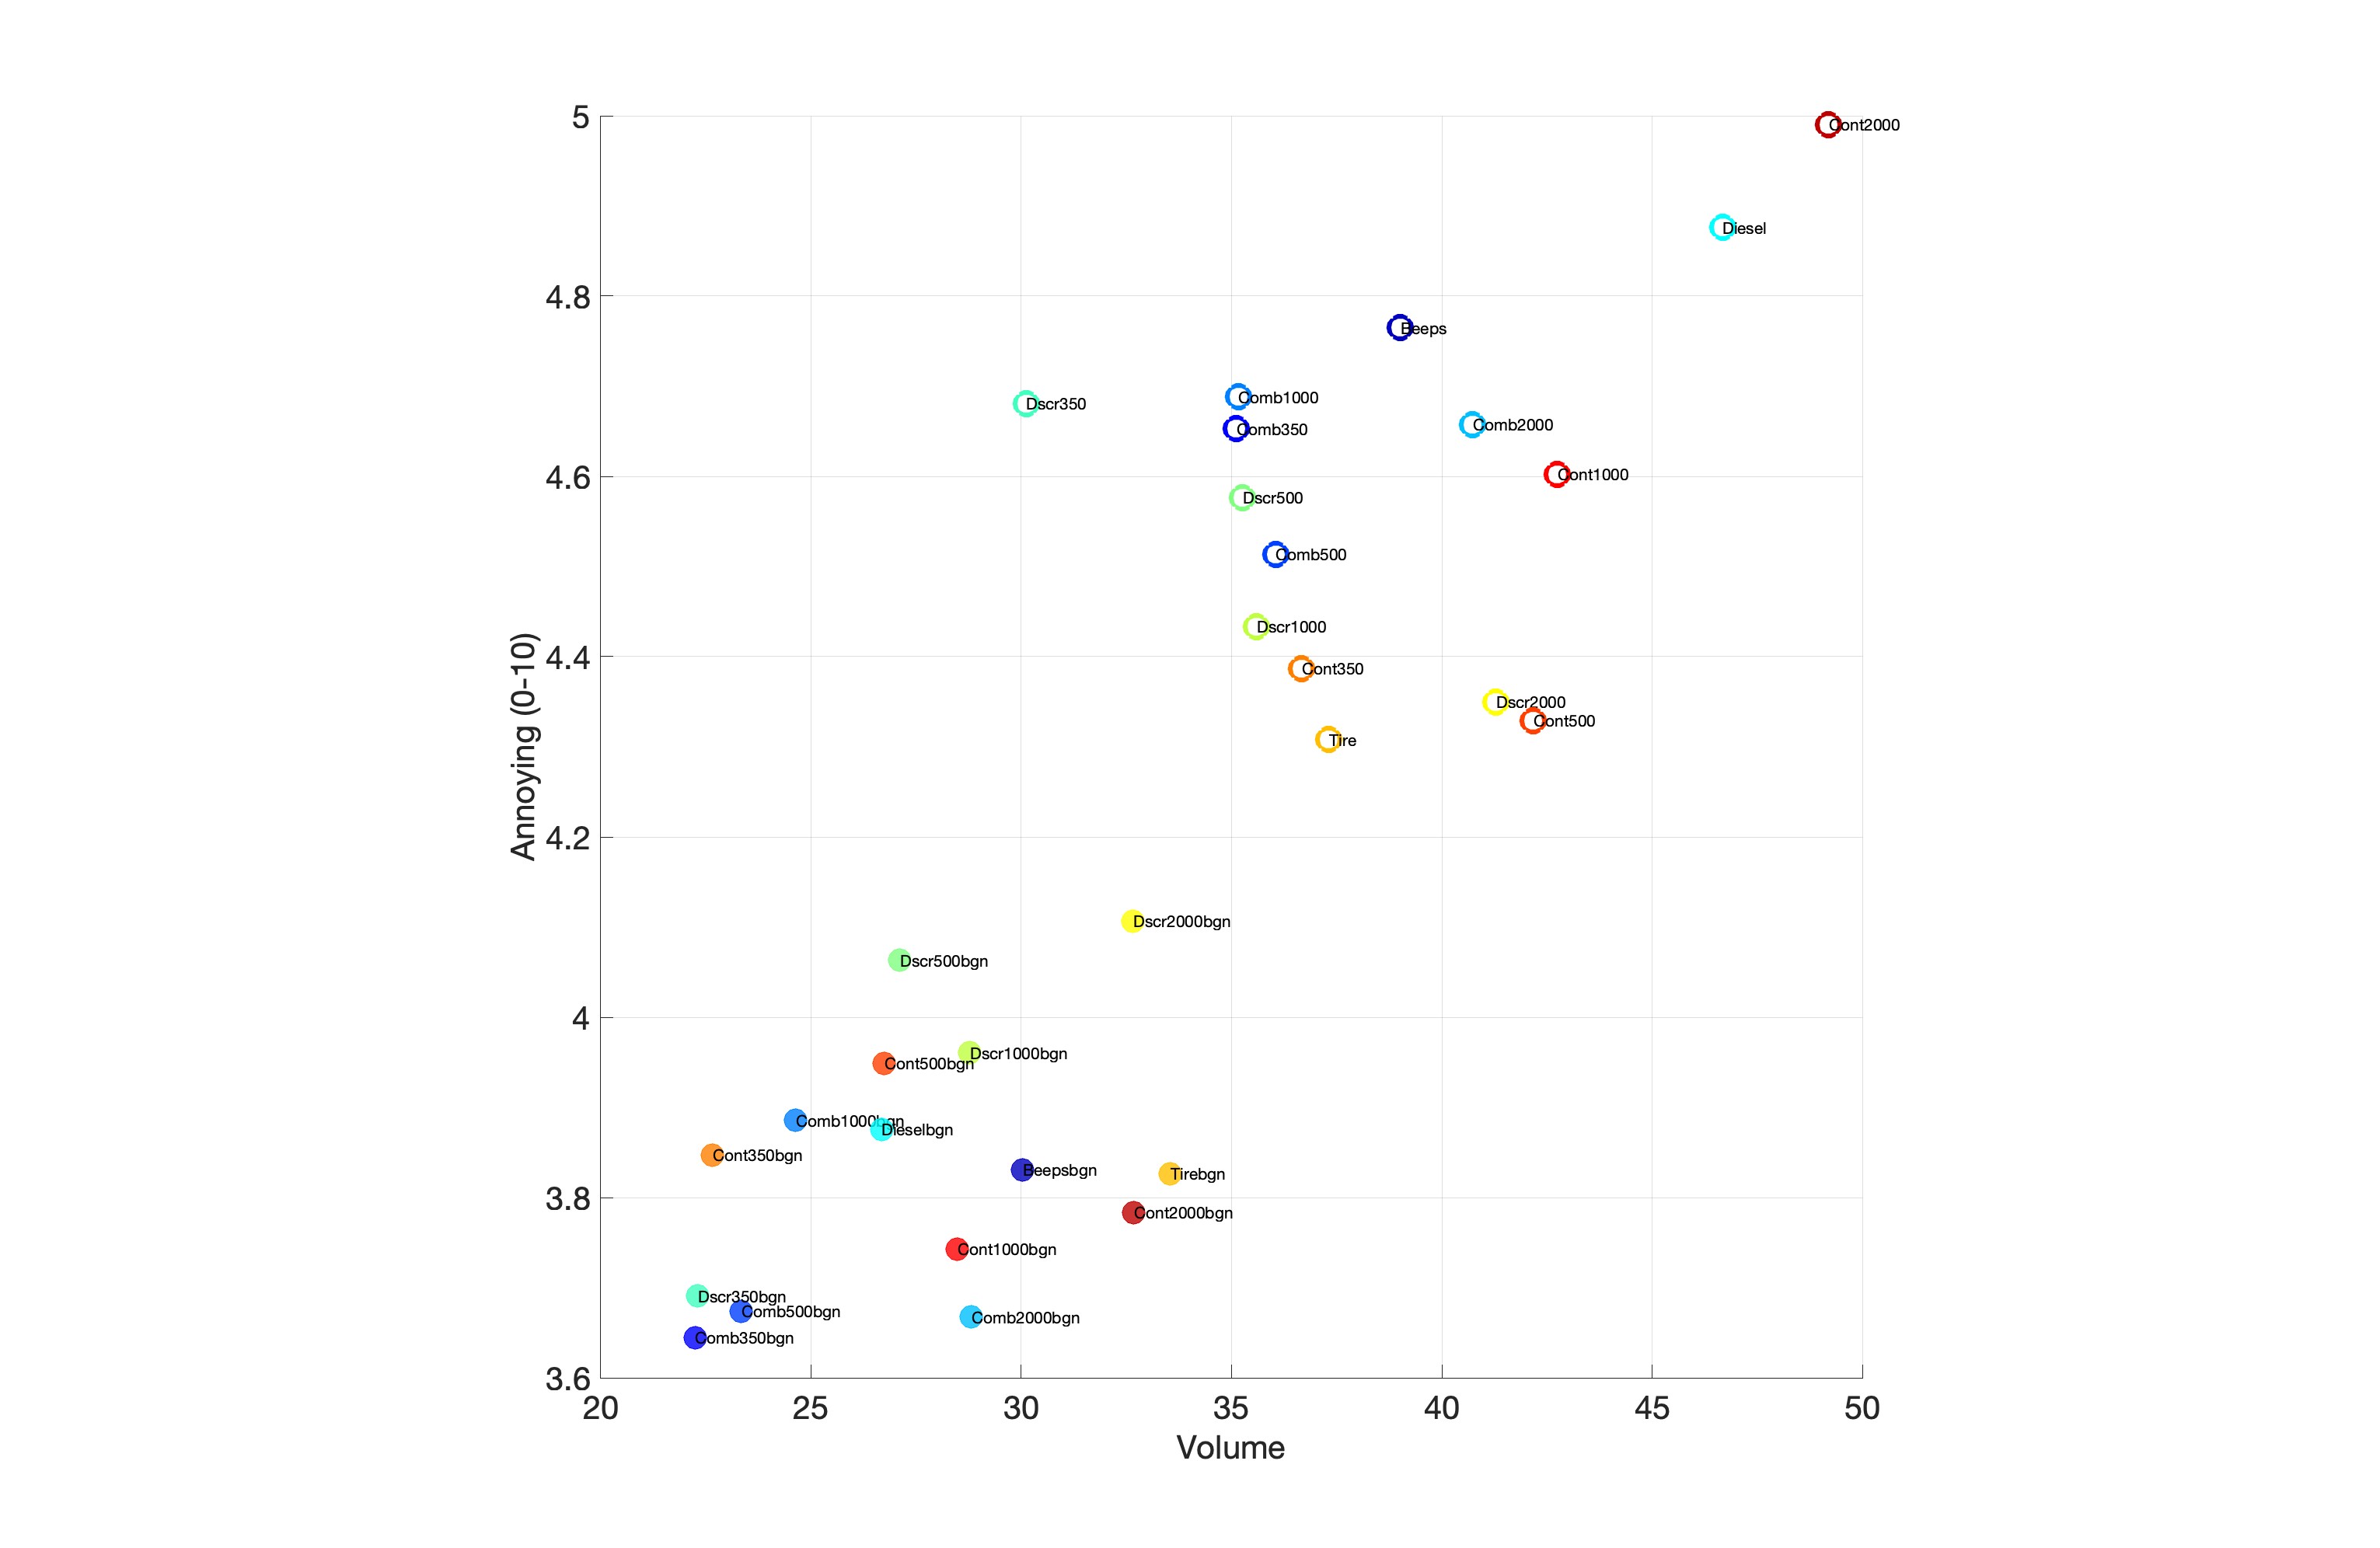 5
Cont2000
Diesel
4.8
Beeps
Comb1000
Dscr350
Comb2000
Comb350
4.6
Cont1000
Dscr500
Comb500
Dscr1000
4.4
Cont350
Dscr2000
Cont500
Tire
Annoying (0-10)
4.2
Dscr2000bgn
Dscr500bgn
4
Dscr1000bgn
Cont500bgn
Comb1000bgn
Dieselbgn
Cont350bgn
Beepsbgn
Tirebgn
3.8
Cont2000bgn
Cont1000bgn
Dscr350bgn
Comb500bgn
Comb2000bgn
Comb350bgn
3.6
20 25 30 35 40 45 50
Volume